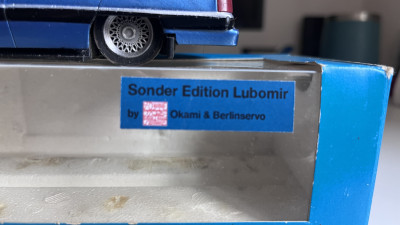 Sonder Edition Lubomir
by Okami & Berlinservo